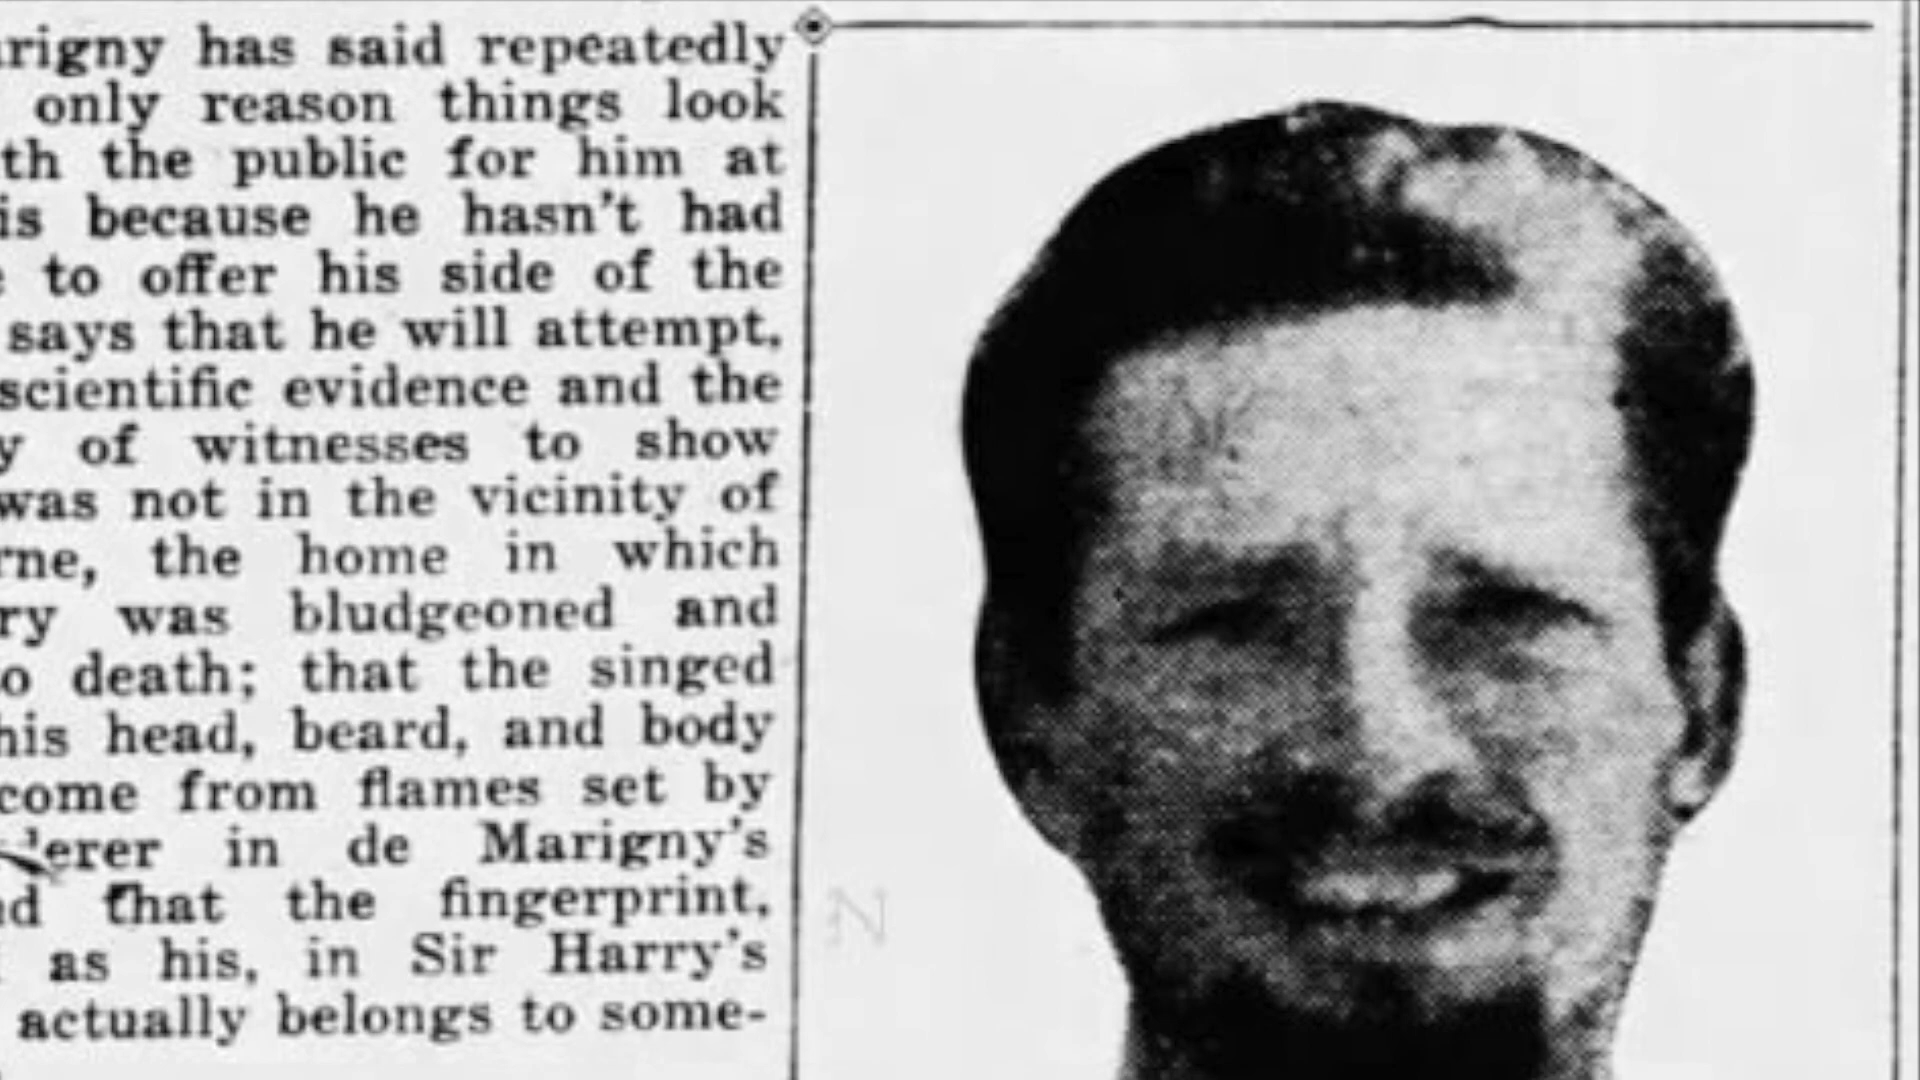 rigny has said repeatedly
only reason things look
th the public for him at
is because he hasn't had
to offer his side of the
says that he will attempt,
scientific evidence and the
y of witnesses to show
was not in the vicinity of
rne, the home in which
ry was bludgeoned and
o death; that the singed
his head, beard, and body
come from flames set by
erer in de Marigny's
d that the fingerprint,
as his, in Sir Harry's
actually belongs to some-